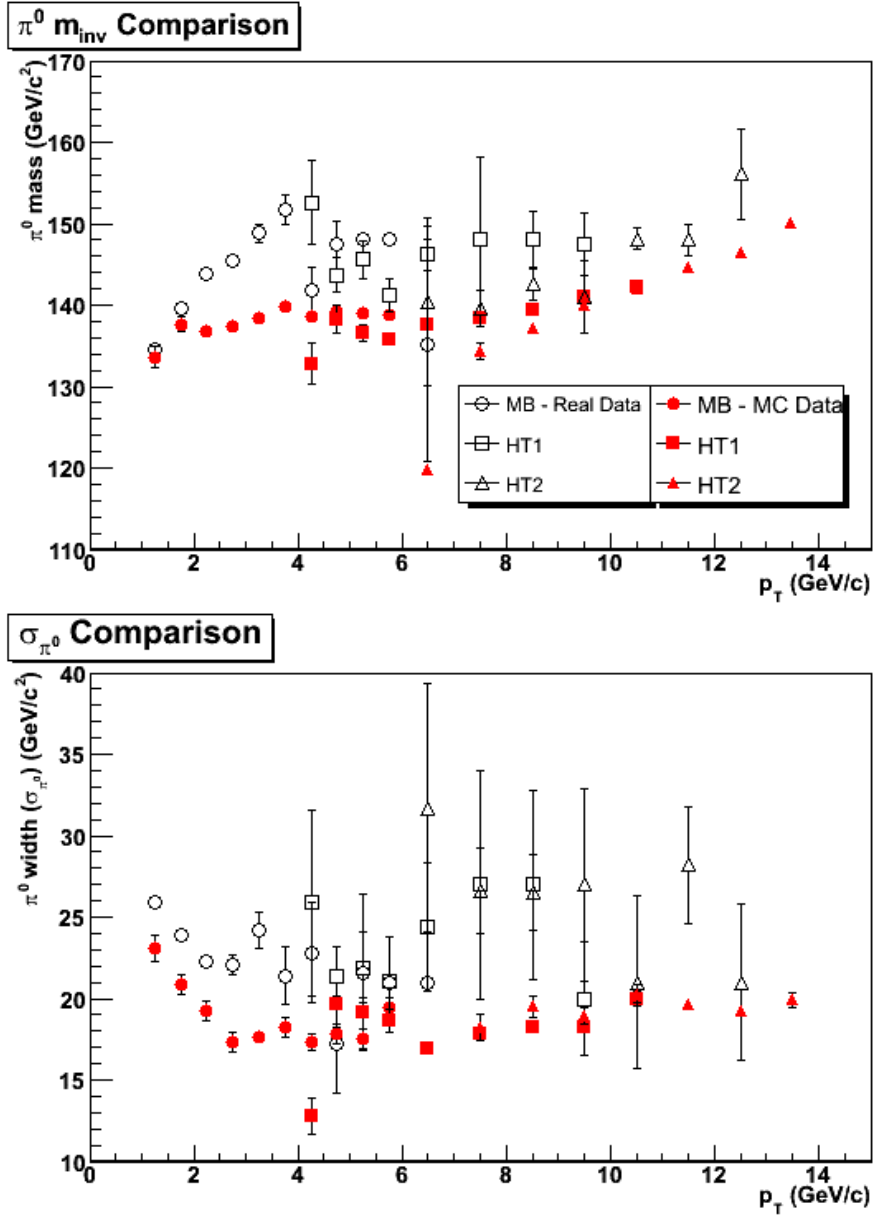 π⁰ m_inv Comparison
π⁰ mass (GeV/c²)
170
160
150
140
130
120
110
MB - Real Data
HT1
HT2
MB - MC Data
HT1
HT2
0 2 4 6 8 10 12 14
p_T (GeV/c)
σ_π⁰ Comparison
π⁰ width (σ_π⁰) (GeV/c²)
40
35
30
25
20
15
10
0 2 4 6 8 10 12 14
p_T (GeV/c)